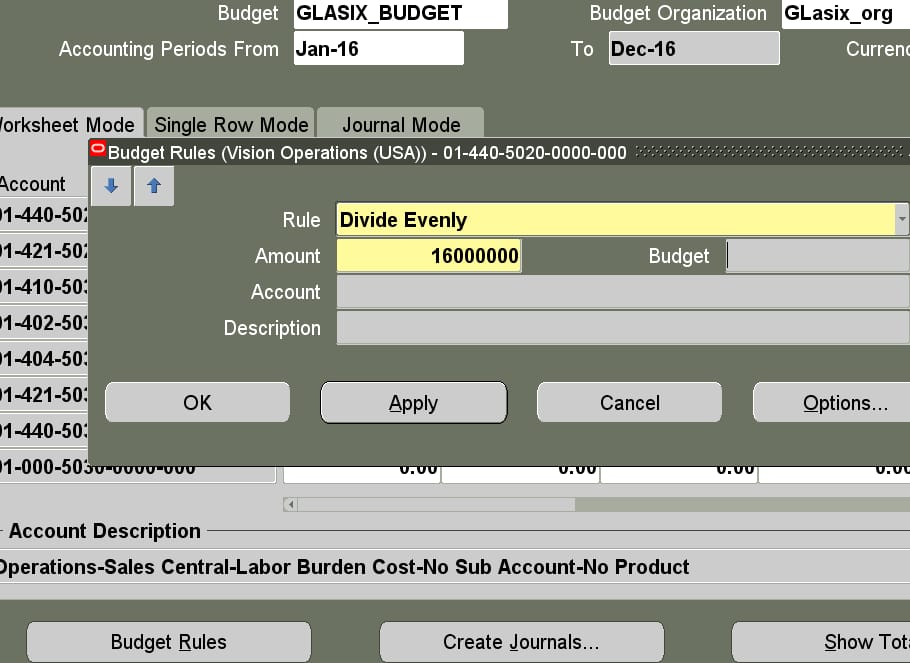 Budget GLASIX_BUDGET Budget Organization GLasix_org
Accounting Periods From Jan-16 To Dec-16 Currenc
orksheet Mode Single Row Mode Journal Mode
Budget Rules (Vision Operations (USA)) - 01-440-5020-0000-000
Account
01-440-502
Rule Divide Evenly
01-421-502
Amount 16000000 Budget
01-410-503
Account
01-402-503
Description
01-404-503
01-421-503
OK Apply Cancel Options...
01-440-503
01-000-5030-0000-000 0.00 0.00 0.00 0.00
Account Description
Operations-Sales Central-Labor Burden Cost-No Sub Account-No Product
Budget Rules Create Journals... Show Tot